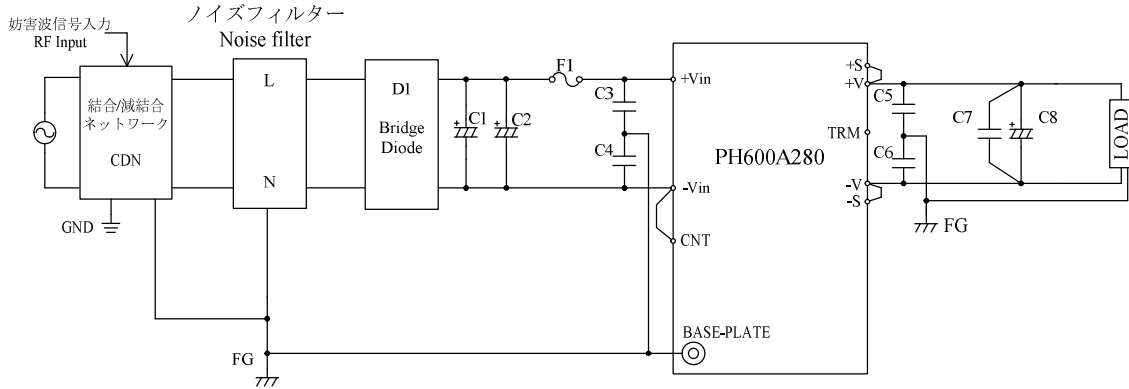 妨害波信号入力
RF Input
ノイズフィルター
Noise filter
結合/減結合
ネットワーク
CDN
GND
L
N
D1
Bridge
Diode
C1
C2
F1
C3
C4
+Vin
-Vin
CNT
BASE-PLATE
PH600A280
+S
+V
TRM
-V
-S
C5
C6
C7
C8
LOAD
FG
FG
+
+
+